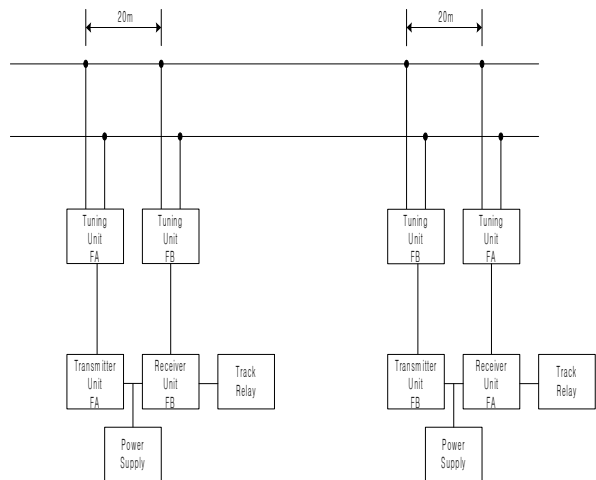 20m
20m
Tuning
Unit
FA
Tuning
Unit
FB
Tuning
Unit
FB
Tuning
Unit
FA
Transmitter
Unit
FA
Receiver
Unit
FB
Track
Relay
Transmitter
Unit
FB
Receiver
Unit
FA
Track
Relay
Power
Supply
Power
Supply